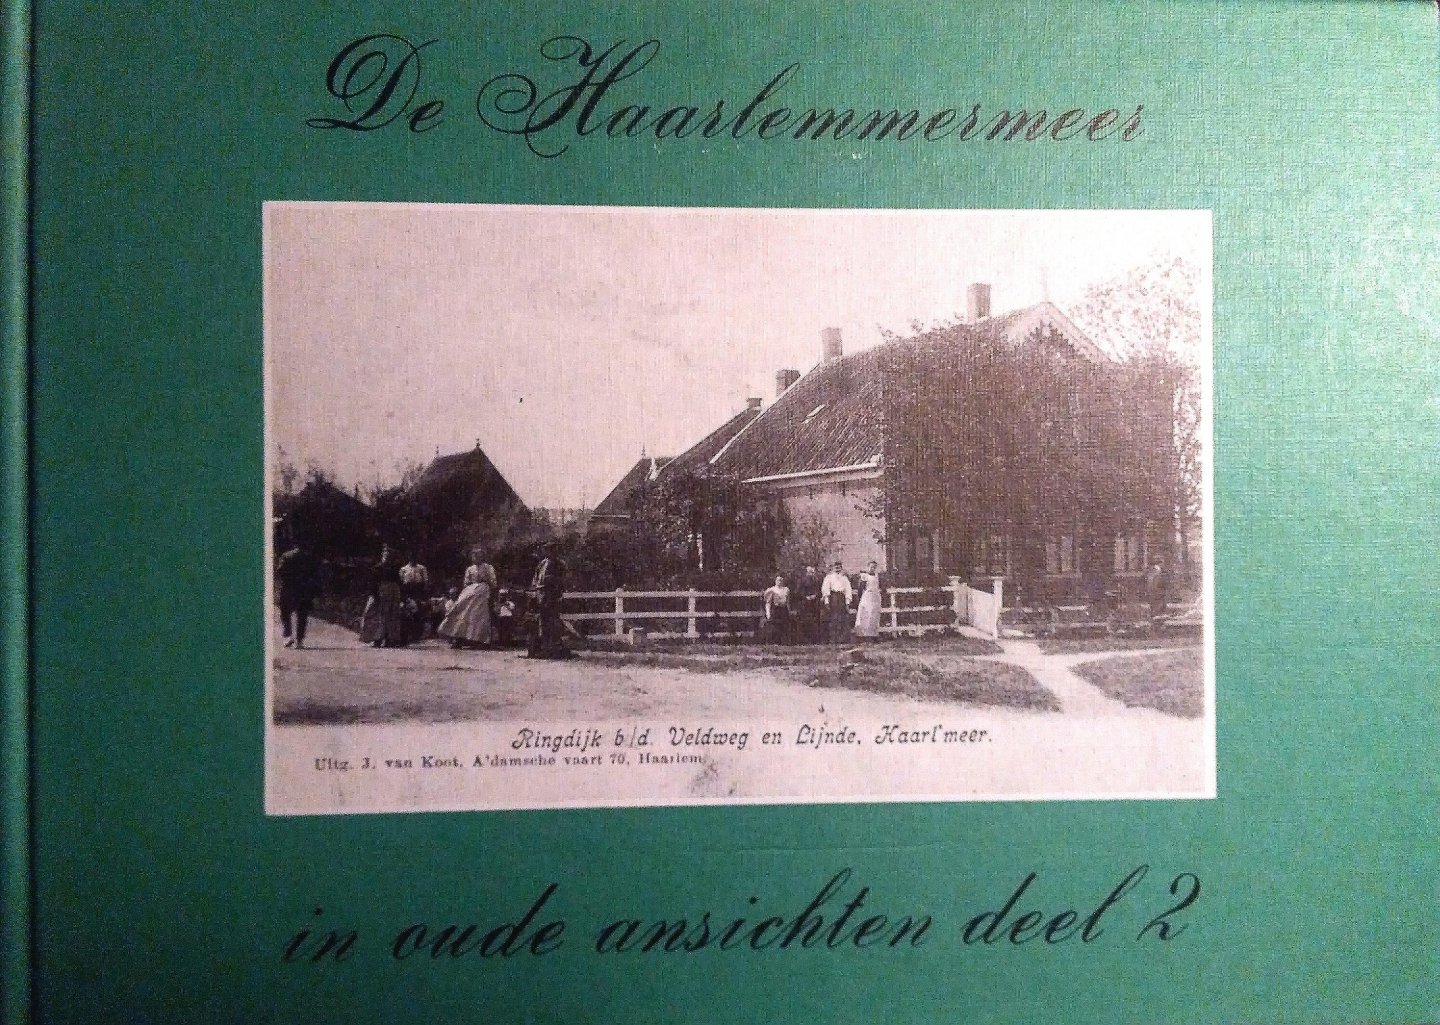 De Haarlemmermeer
Ringdijk b/d. Veldweg en Lijnde, Haarl'meer.
Uitg. J. van Koot, A'damsche vaart 70, Haarlem.
in oude ansichten deel 2